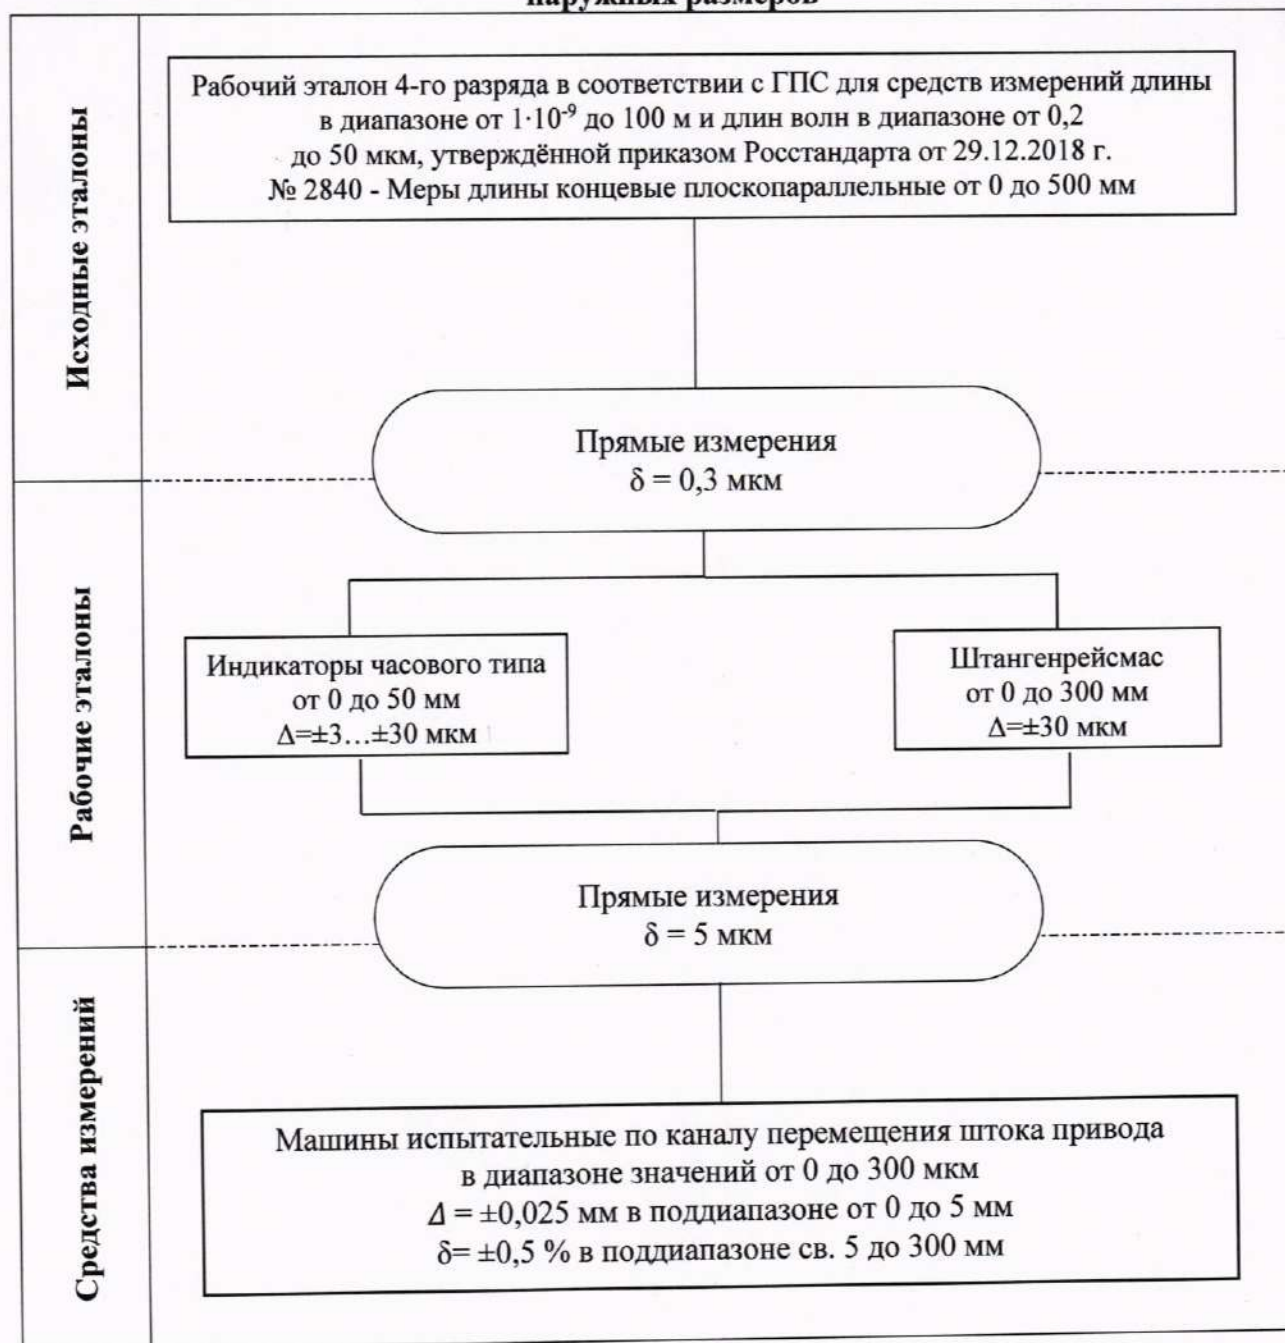 наружных размеров
Исходные эталоны
Рабочий эталон 4-го разряда в соответствии с ГПС для средств измерений длины
в диапазоне от 1·10⁻⁹ до 100 м и длин волн в диапазоне от 0,2
до 50 мкм, утверждённой приказом Росстандарта от 29.12.2018 г.
№ 2840 - Меры длины концевые плоскопараллельные от 0 до 500 мм
Прямые измерения
δ = 0,3 мкм
Рабочие эталоны
Индикаторы часового типа
от 0 до 50 мм
Δ=±3…±30 мкм
Штангенрейсмас
от 0 до 300 мм
Δ=±30 мкм
Прямые измерения
δ = 5 мкм
Средства измерений
Машины испытательные по каналу перемещения штока привода
в диапазоне значений от 0 до 300 мкм
Δ = ±0,025 мм в поддиапазоне от 0 до 5 мм
δ= ±0,5 % в поддиапазоне св. 5 до 300 мм